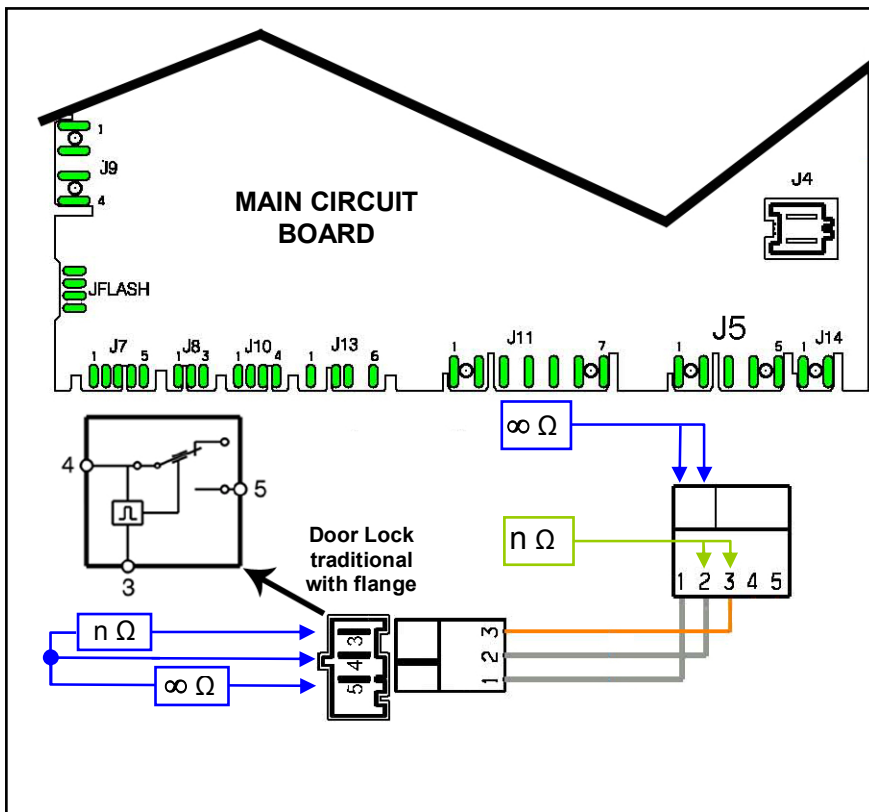 MAIN CIRCUIT
BOARD
1
J9
4
JFLASH
J4
J7
1 5
J8
1 3
J10
1 4
J13
1 6
J11
1 7
J5
1 5
J14
1
4
5
3
∞ Ω
n Ω
1 2 3 4 5
Door Lock
traditional
with flange
n Ω
∞ Ω
3
4
5
3
2
1